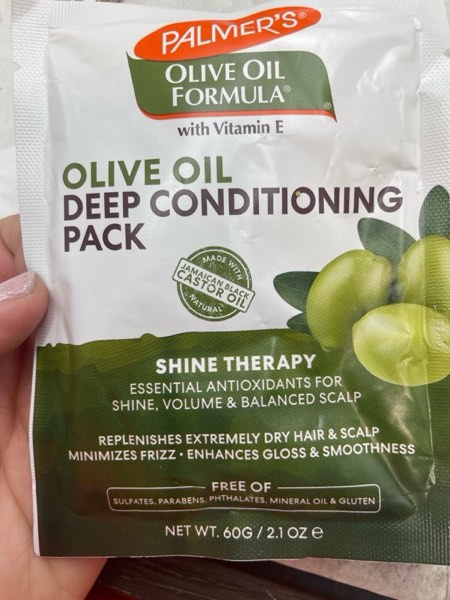 PALMER'S®
OLIVE OIL
FORMULA®
with Vitamin E
OLIVE OIL
DEEP CONDITIONING
PACK
MADE WITH
JAMAICAN BLACK
CASTOR OIL
NATURAL
SHINE THERAPY
ESSENTIAL ANTIOXIDANTS FOR
SHINE, VOLUME & BALANCED SCALP
REPLENISHES EXTREMELY DRY HAIR & SCALP
MINIMIZES FRIZZ • ENHANCES GLOSS & SMOOTHNESS
FREE OF
SULFATES, PARABENS, PHTHALATES, MINERAL OIL & GLUTEN
NET WT. 60G / 2.1 OZ ℮